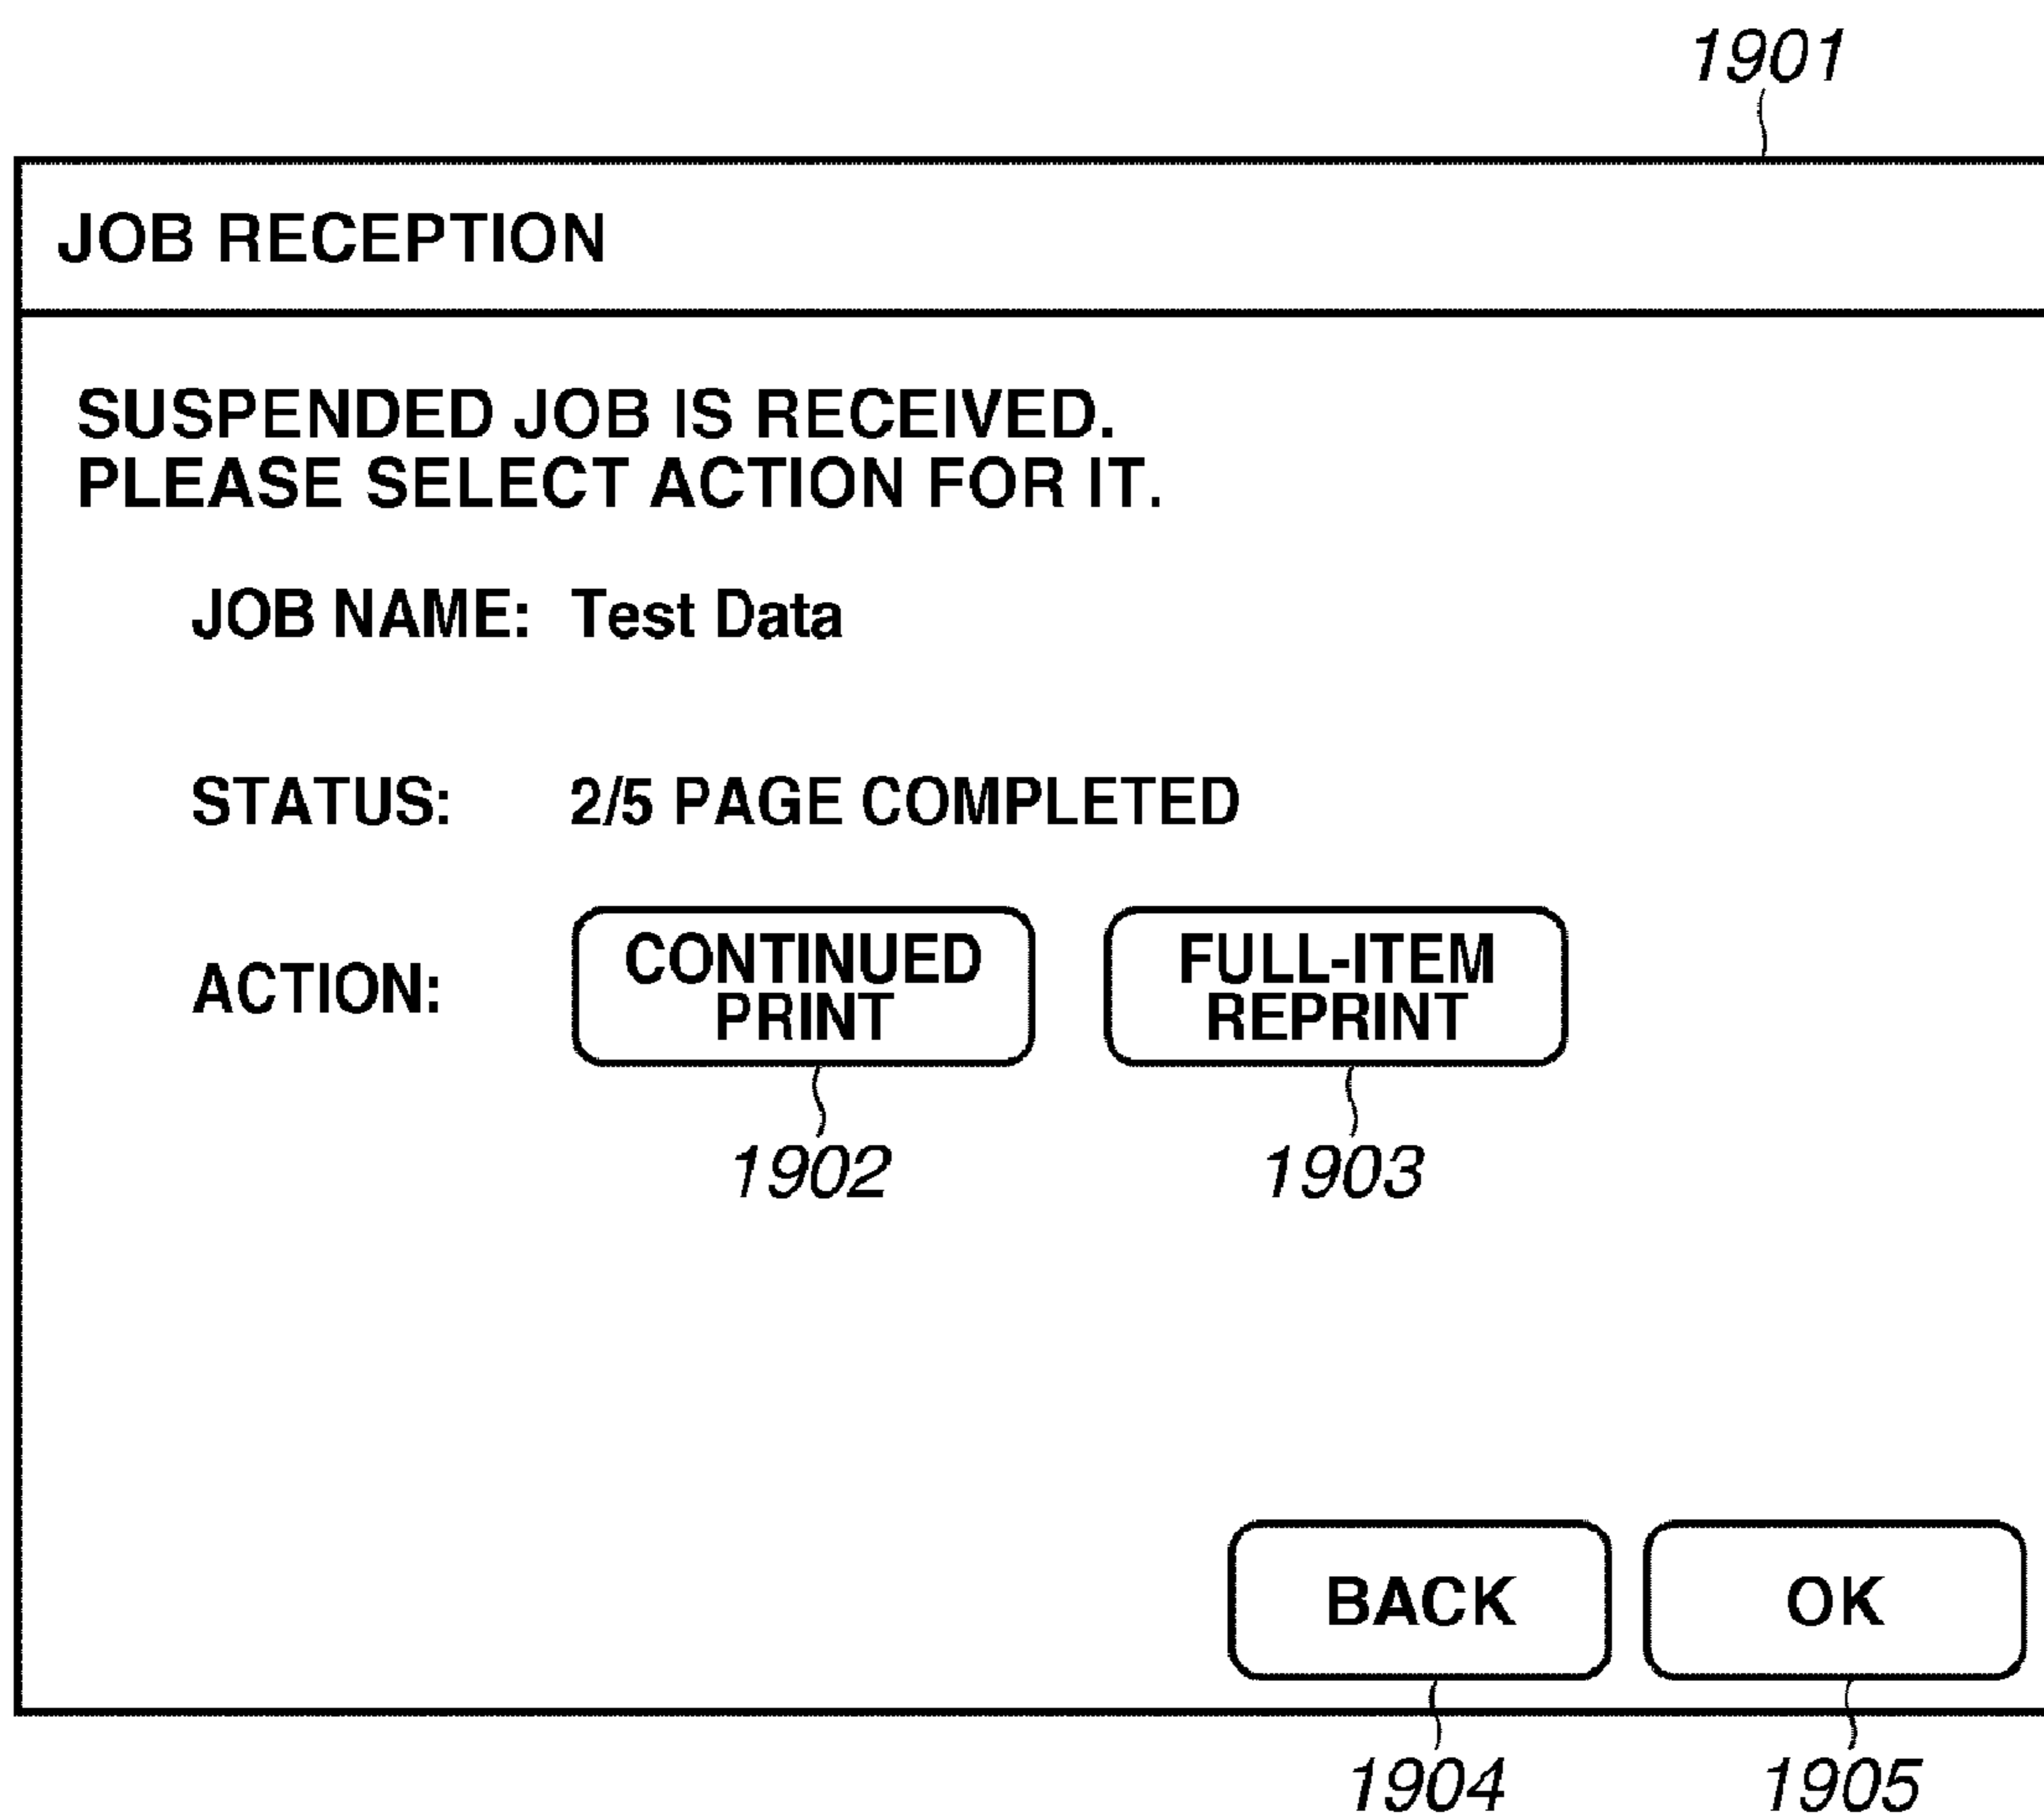 1901
JOB RECEPTION
SUSPENDED JOB IS RECEIVED.
PLEASE SELECT ACTION FOR IT.
JOB NAME: Test Data
STATUS: 2/5 PAGE COMPLETED
ACTION:
CONTINUED
PRINT
FULL-ITEM
REPRINT
1902
1903
BACK
OK
1904
1905